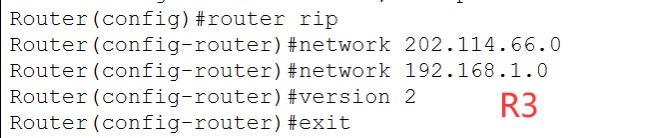 Router(config)#router rip
Router(config-router)#network 202.114.66.0
Router(config-router)#network 192.168.1.0
Router(config-router)#version 2
R3
Router(config-router)#exit